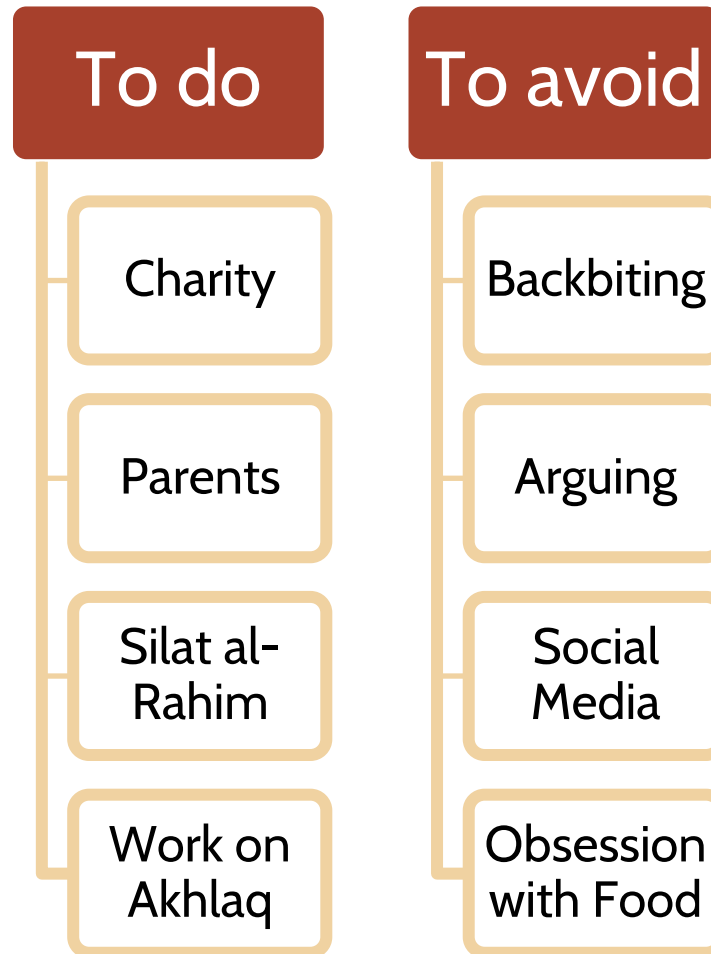 To do
Charity
Parents
Silat al-
Rahim
Work on
Akhlaq
To avoid
Backbiting
Arguing
Social
Media
Obsession
with Food